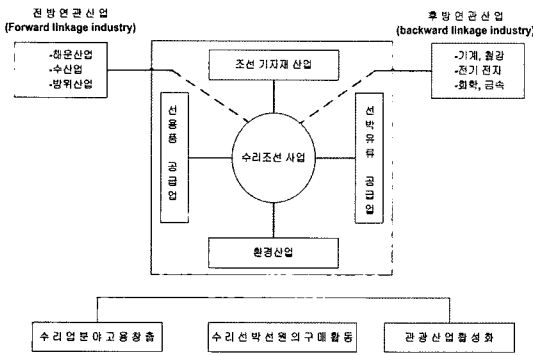 전방연관산업
(Forward linkage industry)
-해운산업
-수산업
-방위산업
후방연관산업
(backward linkage industry)
-기계, 철강
-전기 전자
-화학, 금속
조선 기자재 산업
선용품 공급업
수리조선 사업
선박유류 공급업
환경산업
수리업분야고용창출
수리선박선원의구매활동
관광산업활성화